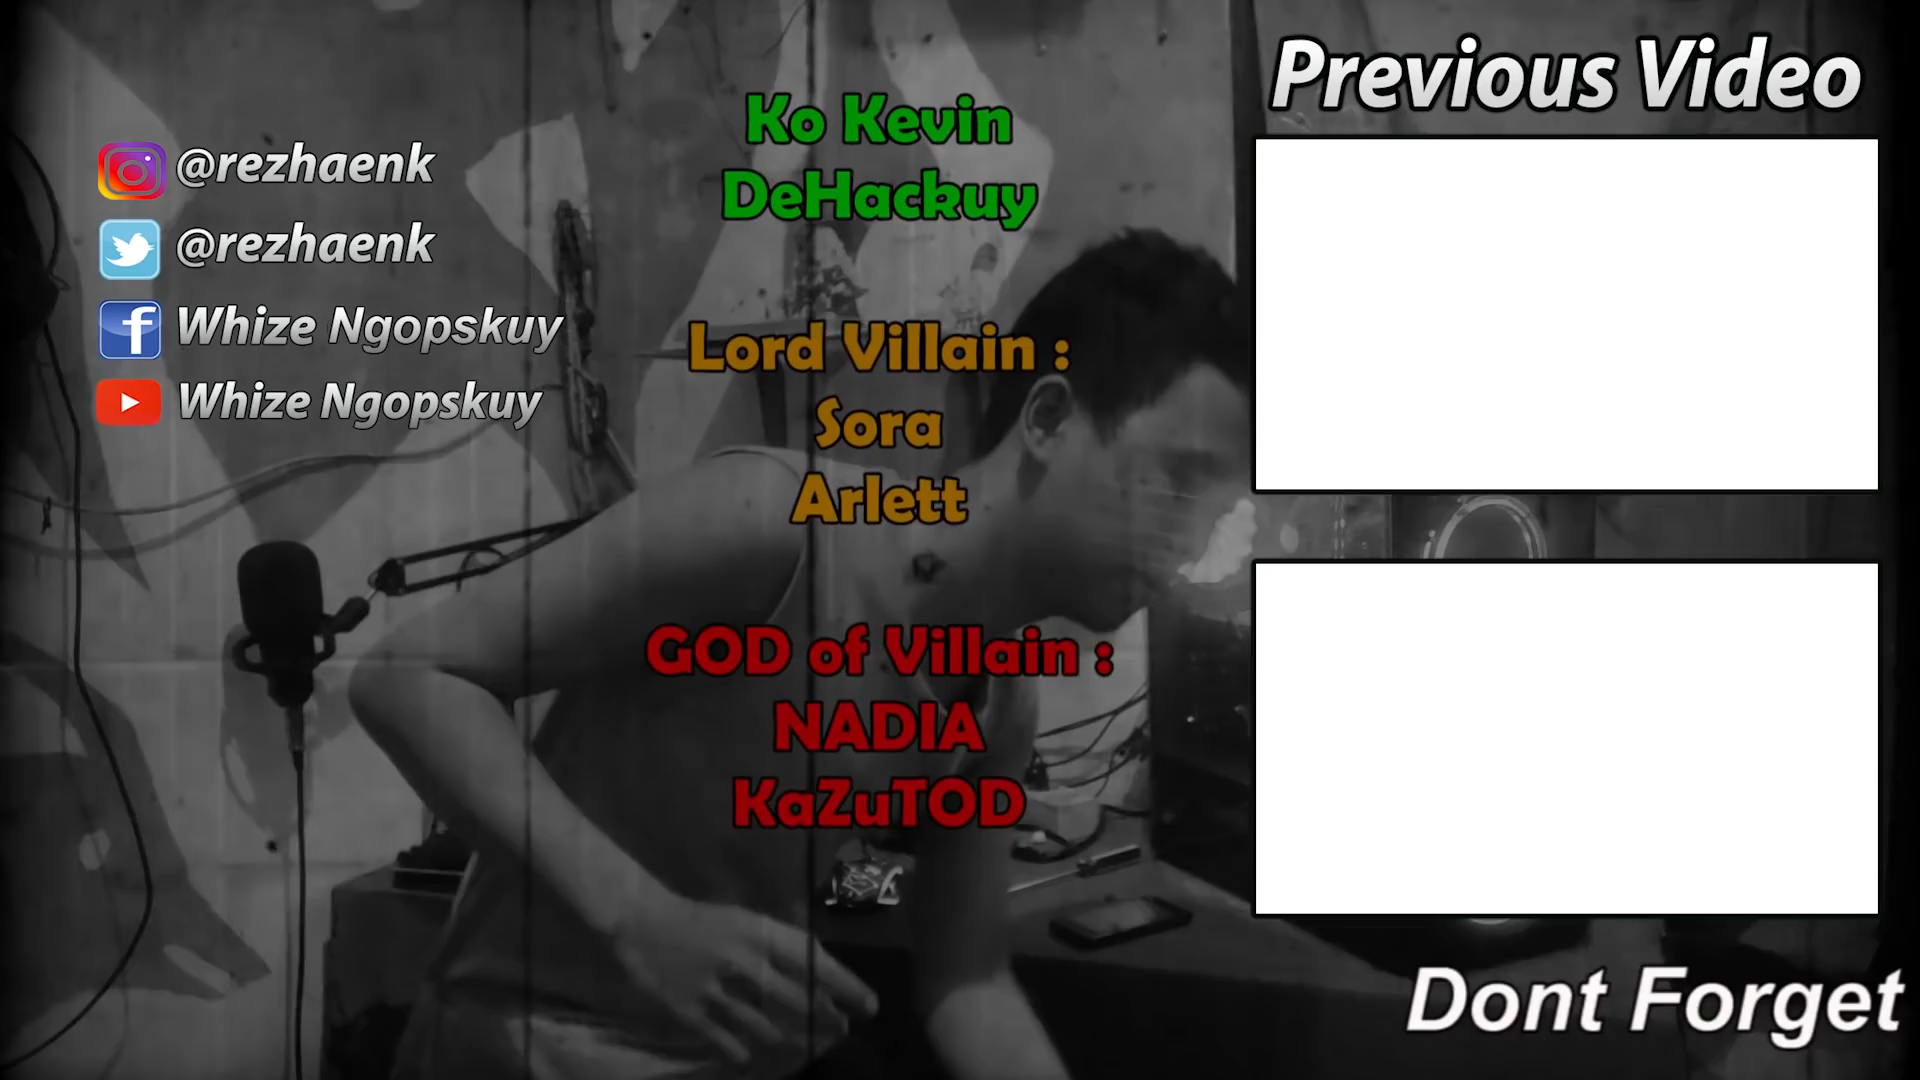 @rezhaenk
@rezhaenk
Whize Ngopskuy
Whize Ngopskuy
Ko Kevin
DeHackuy
Lord Villain :
Sora
Arlett
GOD of Villain :
NADIA
KaZuTOD
Previous Video
Dont Forget